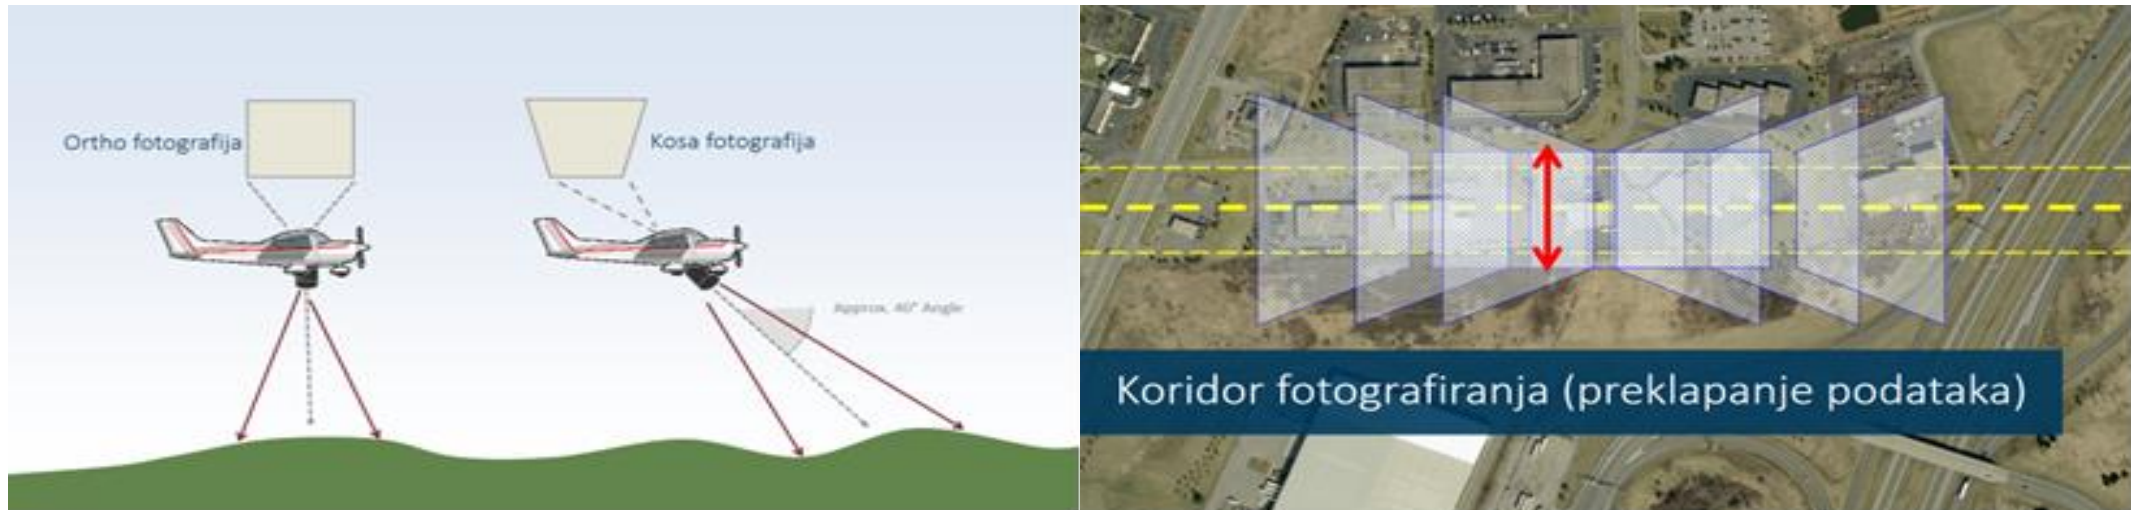 Ortho fotografija
Kosa fotografija
Approx. 40° Angle
Koridor fotografiranja (preklapanje podataka)